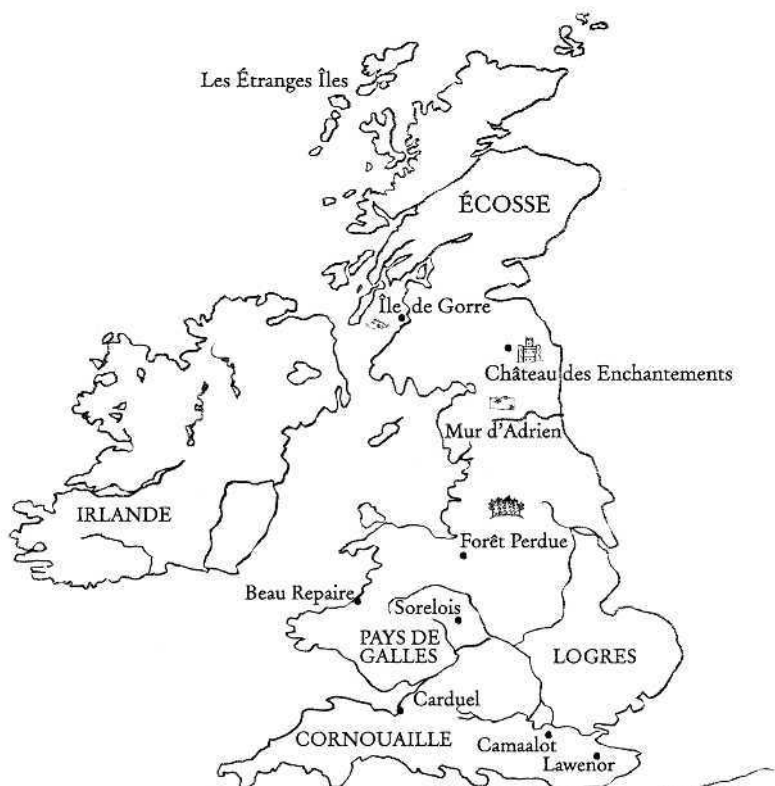 Les Étranges Îles
ÉCOSSE
Île de Gorre
Château des Enchantements
Mur d'Adrien
IRLANDE
Forêt Perdue
Beau Repaire
Sorelois
PAYS DE
GALLES
LOGRES
Carduel
CORNOUAILLE
Camaalot
Lawenor